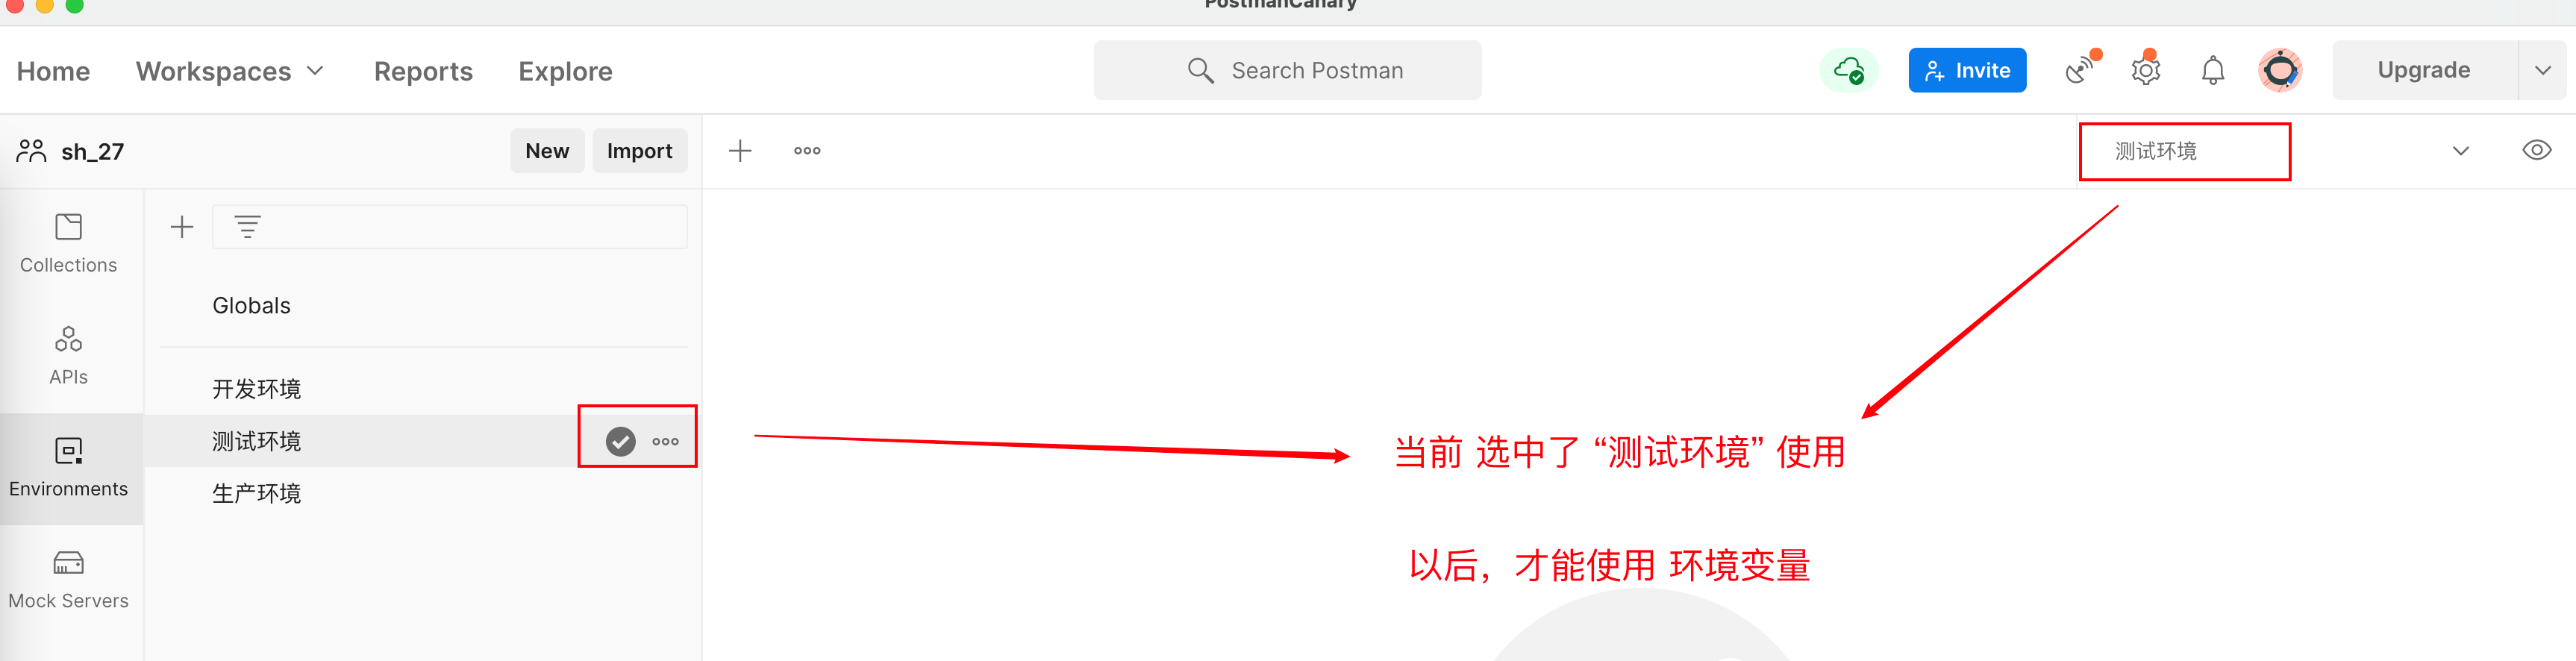 PostmanCanary
Home
Workspaces
Reports
Explore
Search Postman
Invite
Upgrade
sh_27
New
Import
测试环境
Collections
APIs
Environments
Mock Servers
Globals
开发环境
测试环境
生产环境
当前 选中了 “测试环境” 使用
以后，才能使用 环境变量